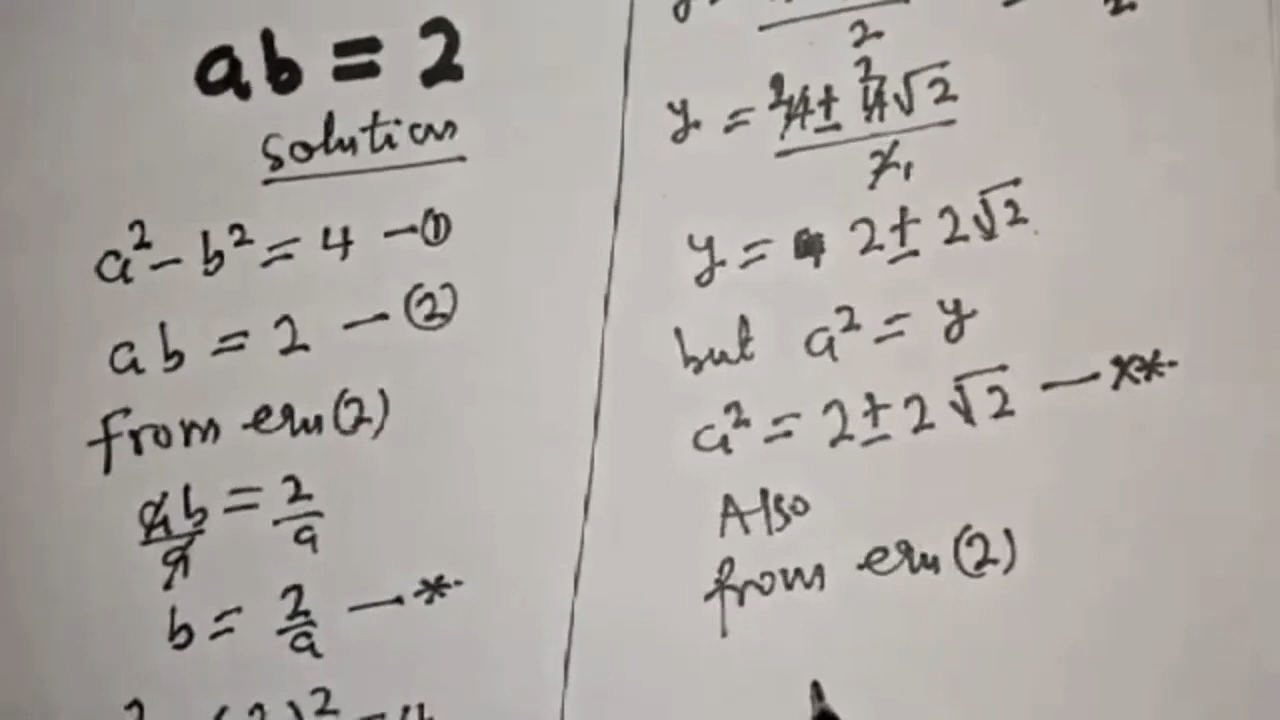 ab = 2
Solution
a² - b² = 4 — ①
ab = 2 — ②
from eqn (2)
ab/a = 2/a
b = 2/a — *
2
y = 4 ± 4√2 / 2
y = 2 ± 2√2
but a² = y
a² = 2 ± 2√2 — **
Also
from eqn (2)